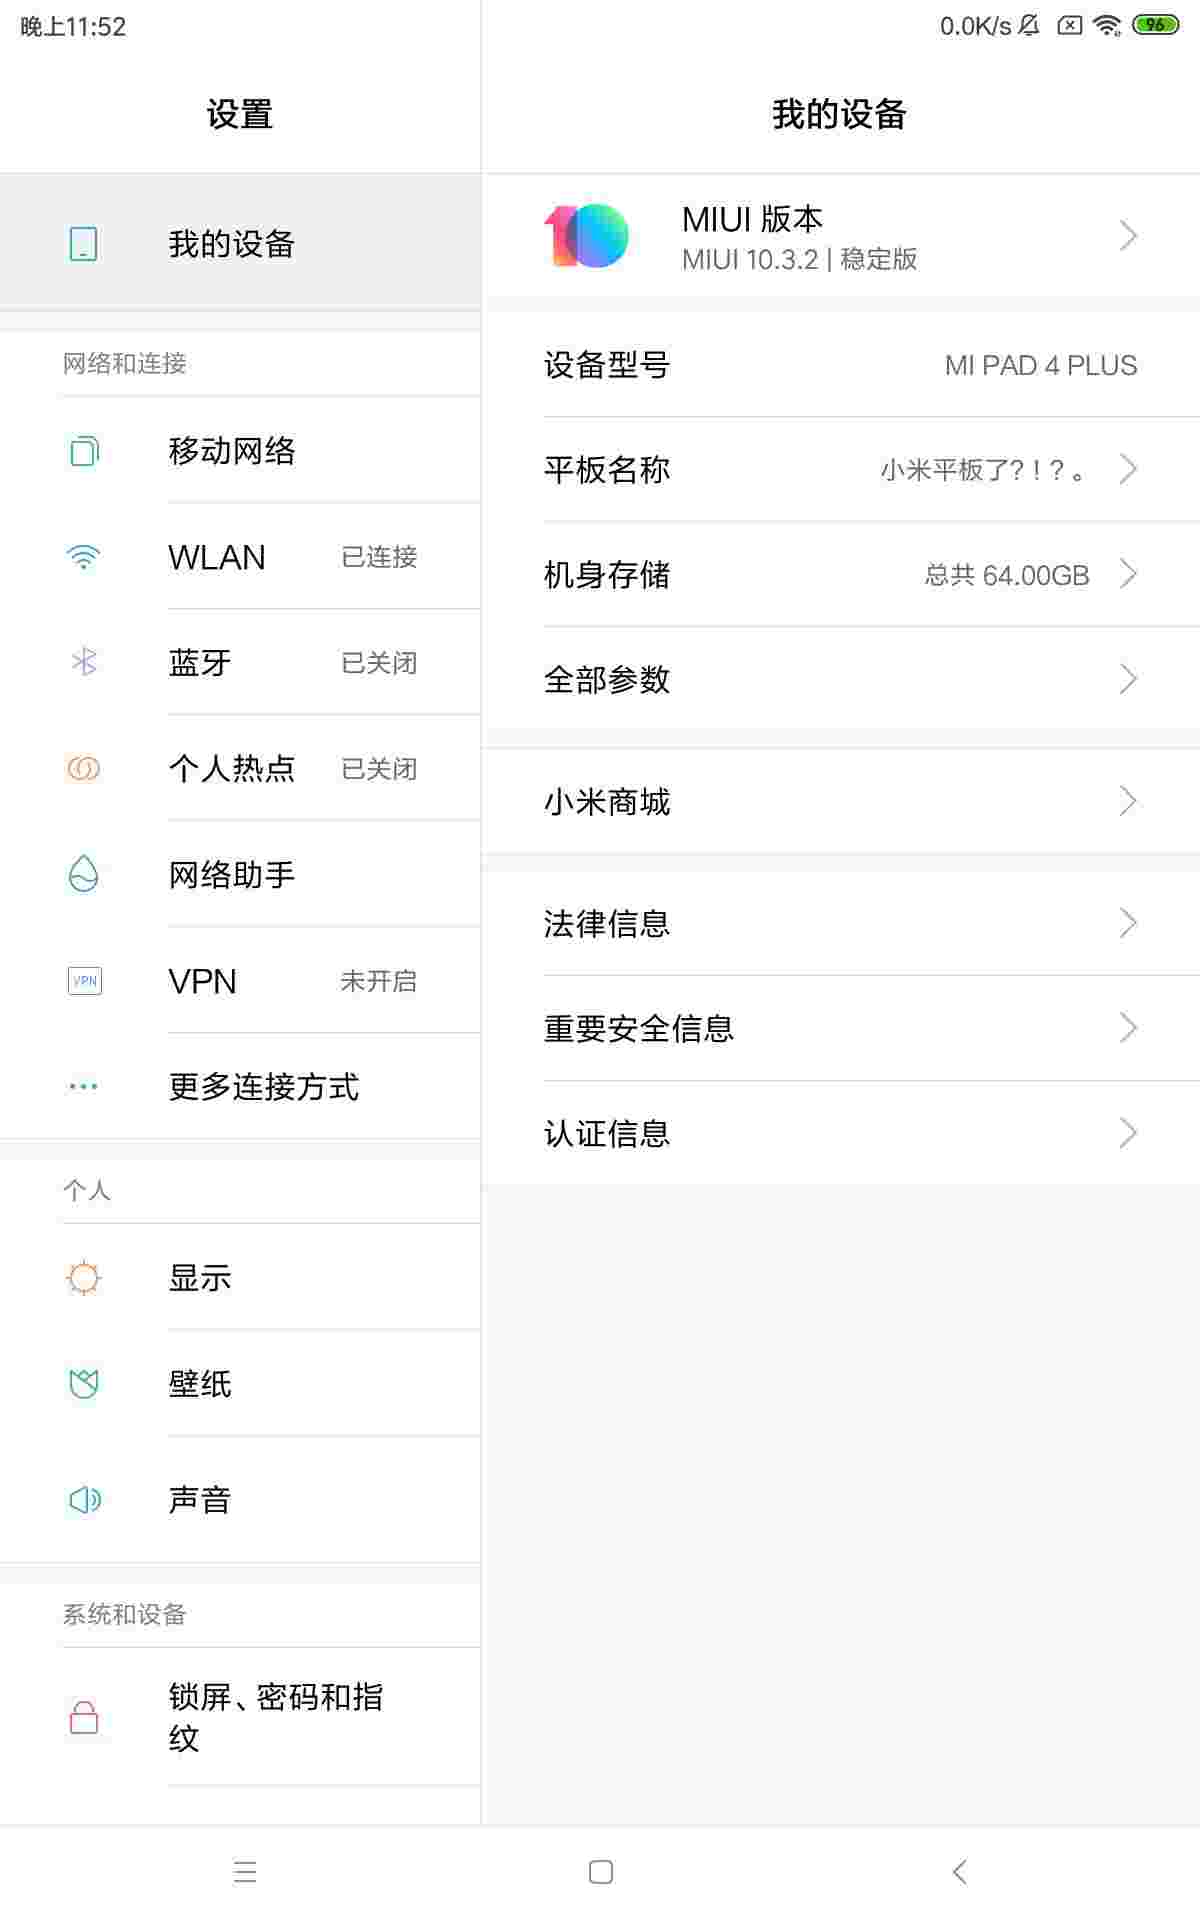 晚上11:52
0.0K/s
96
设置
我的设备
网络和连接
移动网络
WLAN 已连接
蓝牙 已关闭
个人热点 已关闭
网络助手
VPN VPN 未开启
更多连接方式
个人
显示
壁纸
声音
系统和设备
锁屏、密码和指
纹
我的设备
10
MIUI 版本
MIUI 10.3.2 | 稳定版
设备型号 MI PAD 4 PLUS
平板名称 小米平板了?！? 。
机身存储 总共 64.00GB
全部参数
小米商城
法律信息
重要安全信息
认证信息